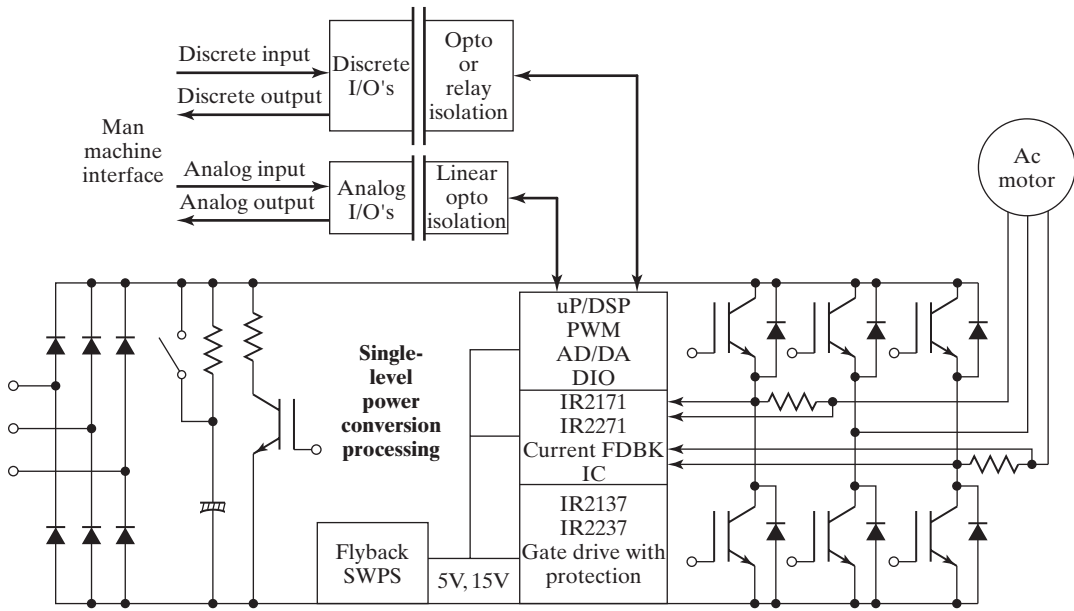 Discrete input
Discrete output
Discrete
I/O's
Opto
or
relay
isolation
Man
machine
interface
Analog input
Analog output
Analog
I/O's
Linear
opto
isolation
Ac
motor
uP/DSP
PWM
AD/DA
DIO
Single-
level
power
conversion
processing
IR2171
IR2271
Current FDBK
IC
IR2137
IR2237
Gate drive with
protection
Flyback
SWPS
5V, 15V